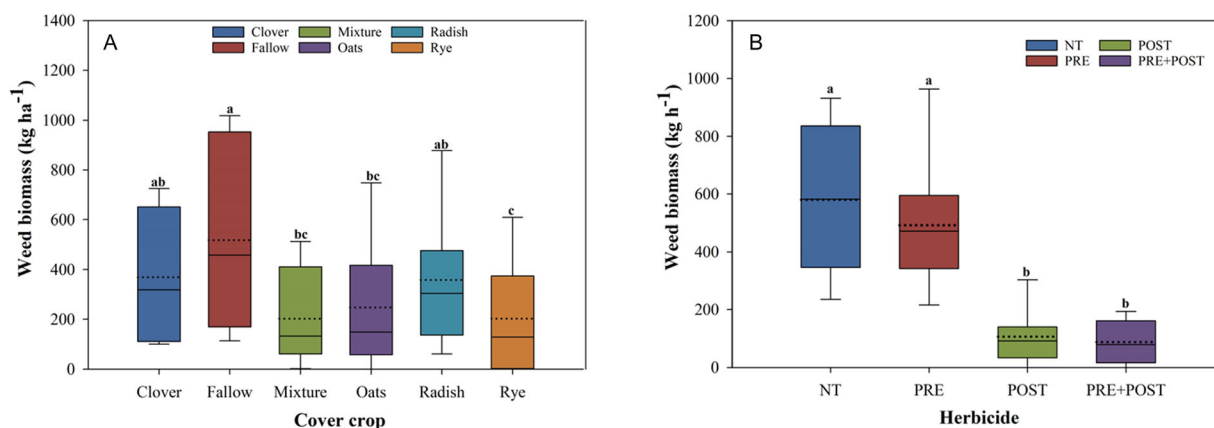 A
Clover
Mixture
Radish
Fallow
Oats
Rye
Weed biomass (kg ha-1)
1400
1200
1000
800
600
400
200
0
ab
a
bc
bc
ab
c
Clover
Fallow
Mixture
Oats
Radish
Rye
Cover crop
B
NT
POST
PRE
PRE+POST
Weed biomass (kg h-1)
1200
1000
800
600
400
200
0
a
a
b
b
NT
PRE
POST
PRE+POST
Herbicide